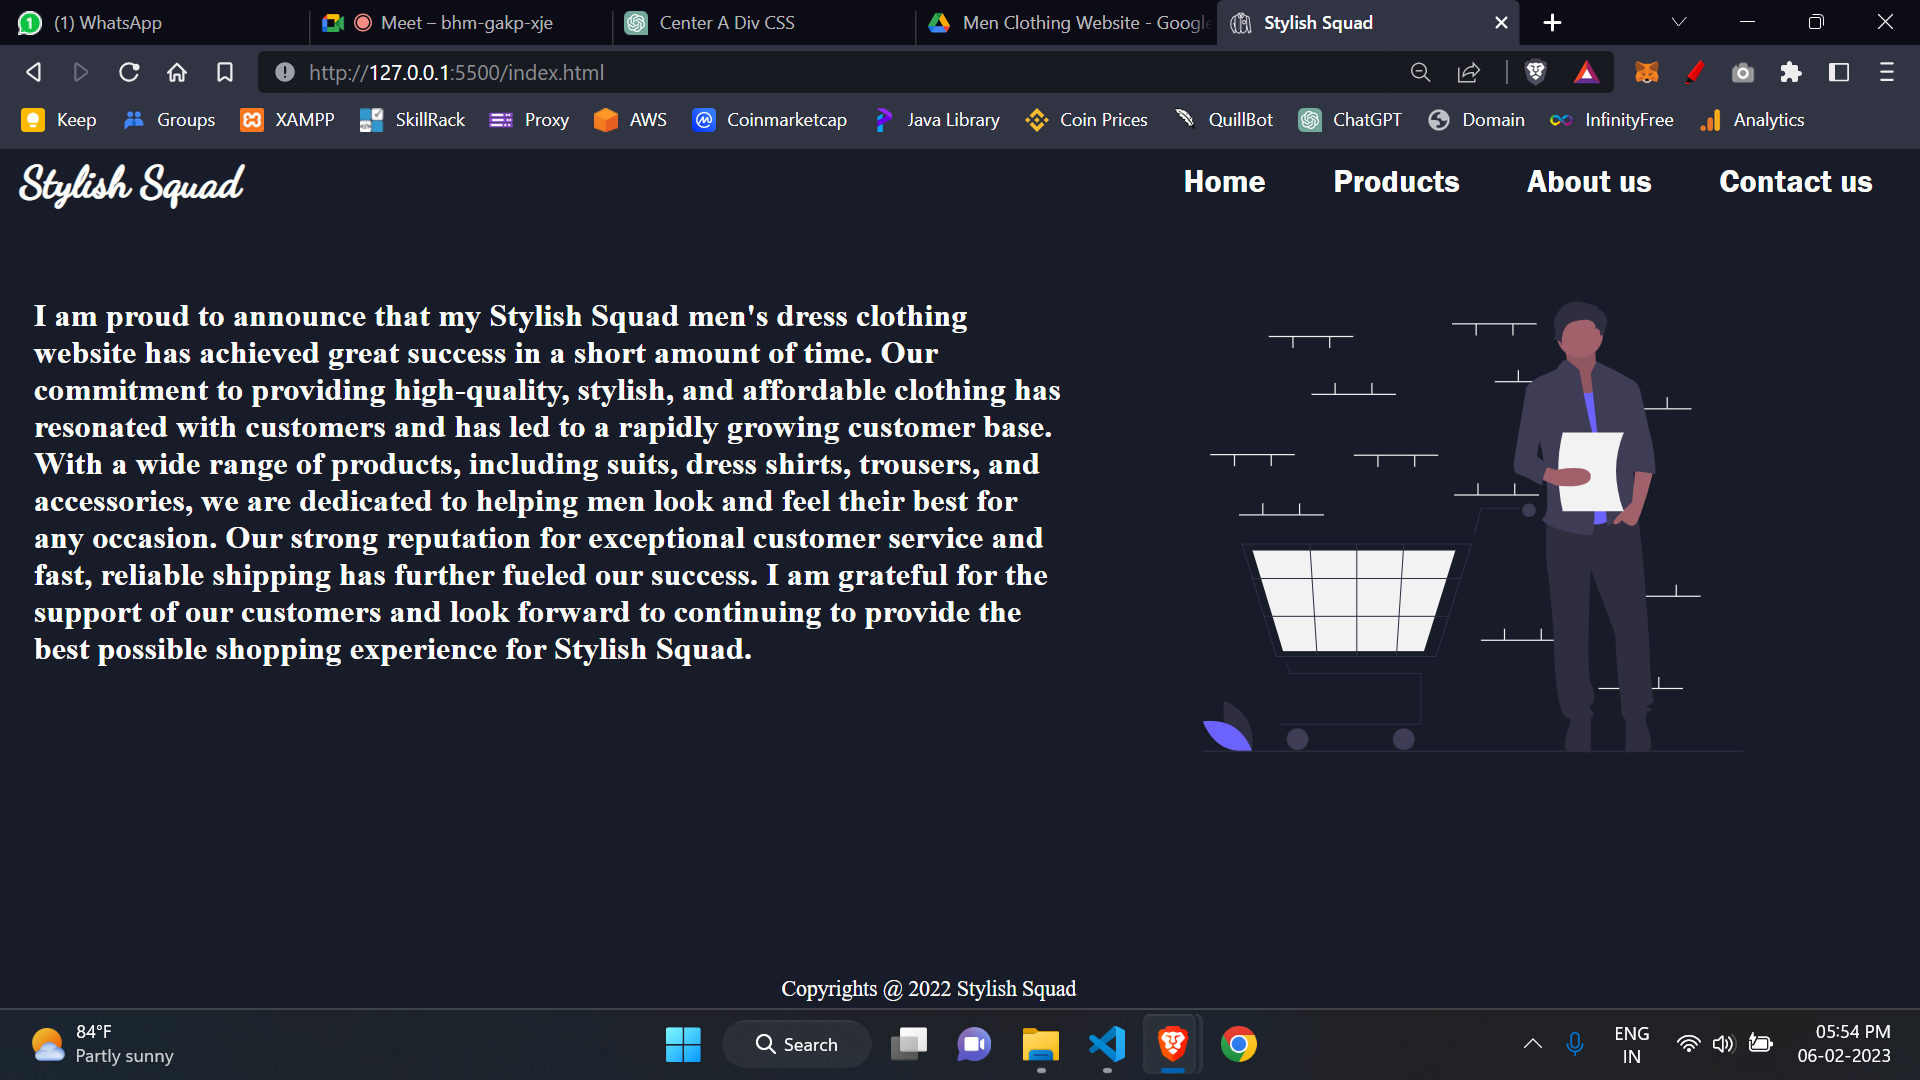 (1) WhatsApp
Meet – bhm-gakp-xje
Center A Div CSS
Men Clothing Website - Google
Stylish Squad
http://127.0.0.1:5500/index.html
Keep
Groups
XAMPP
SkillRack
Proxy
AWS
Coinmarketcap
Java Library
Coin Prices
QuillBot
ChatGPT
Domain
InfinityFree
Analytics
Stylish Squad
Home
Products
About us
Contact us
I am proud to announce that my Stylish Squad men's dress clothing
website has achieved great success in a short amount of time. Our
commitment to providing high-quality, stylish, and affordable clothing has
resonated with customers and has led to a rapidly growing customer base.
With a wide range of products, including suits, dress shirts, trousers, and
accessories, we are dedicated to helping men look and feel their best for
any occasion. Our strong reputation for exceptional customer service and
fast, reliable shipping has further fueled our success. I am grateful for the
support of our customers and look forward to continuing to provide the
best possible shopping experience for Stylish Squad.
Copyrights @ 2022 Stylish Squad
84°F
Partly sunny
Search
ENG
IN
05:54 PM
06-02-2023